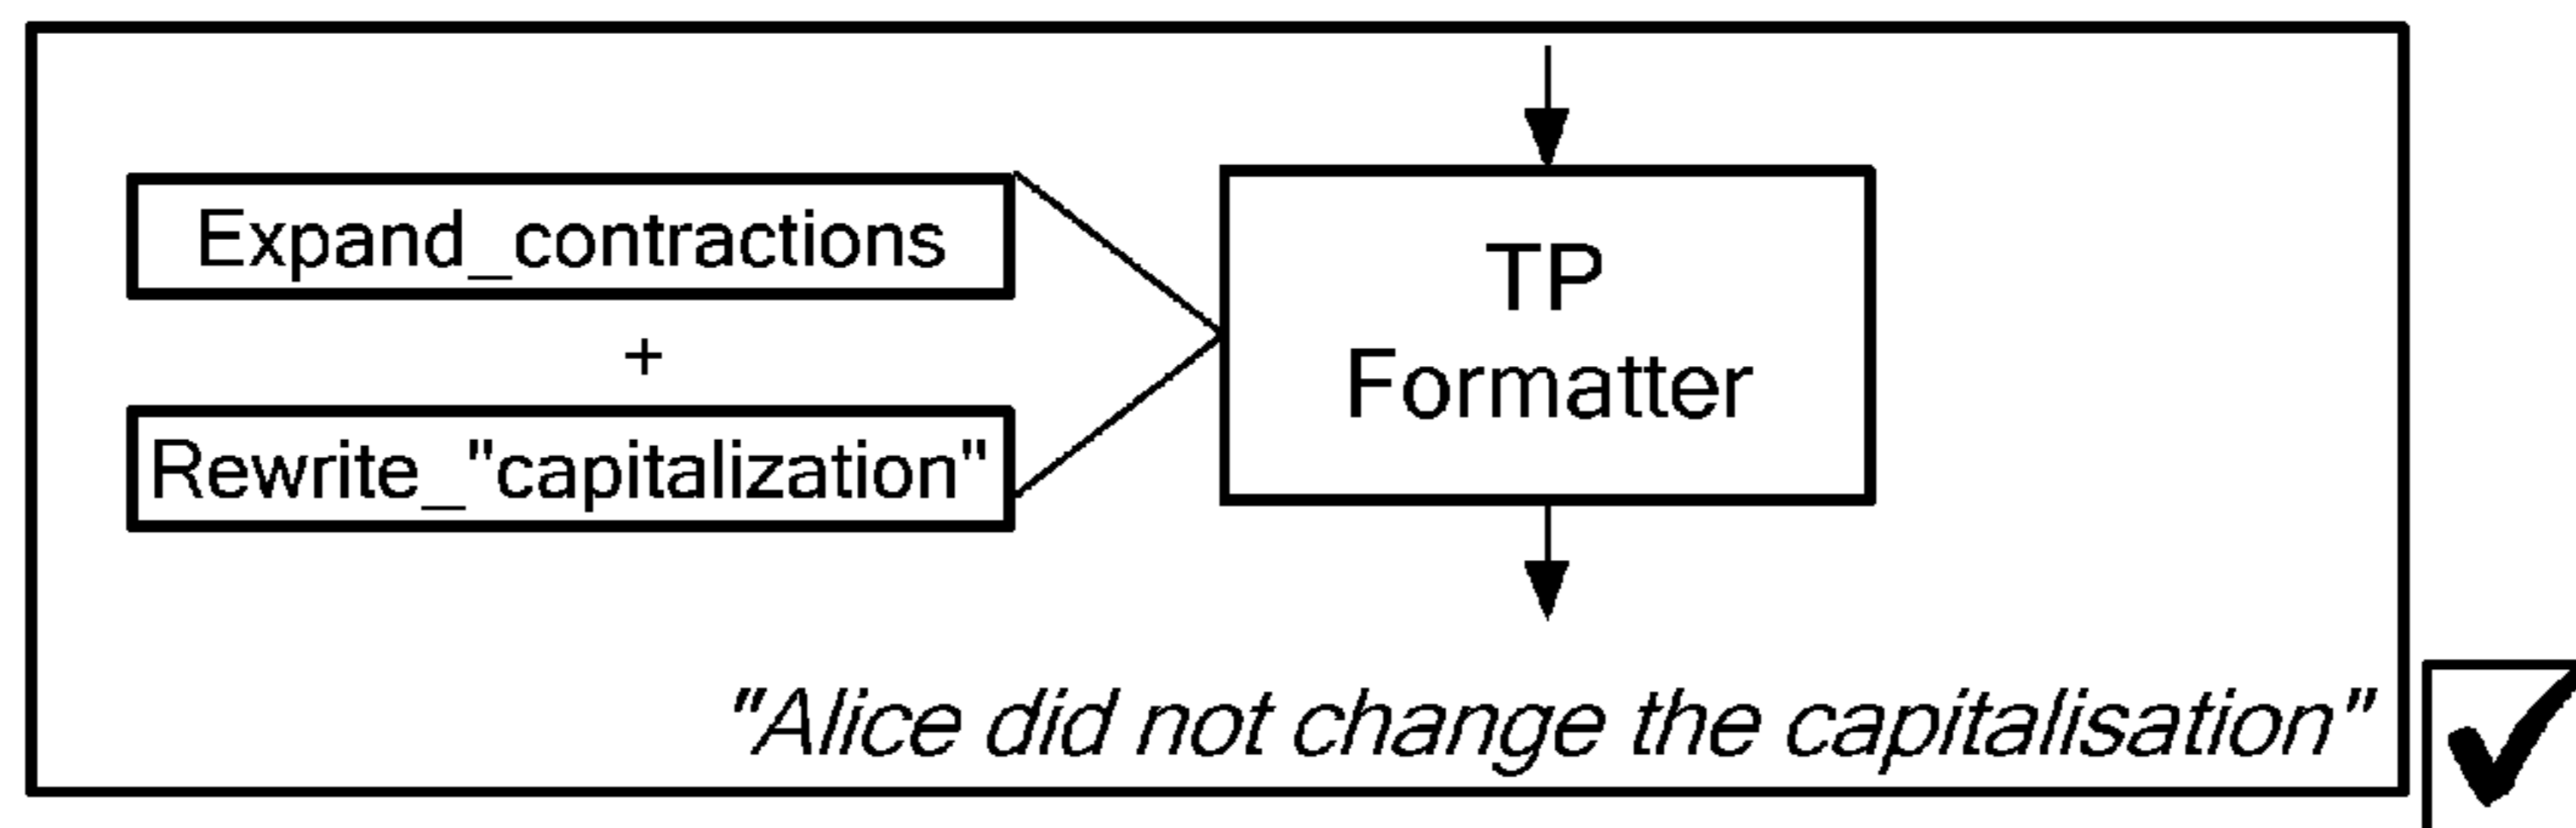 Expand_contractions
+
Rewrite_"capitalization"
TP
Formatter
"Alice did not change the capitalisation"